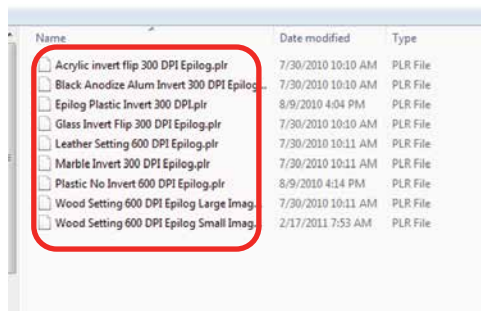 Name Date modified Type
Acrylic invert flip 300 DPI Epilog.plr 7/30/2010 10:10 AM PLR File
Black Anodize Alum Invert 300 DPI Epilog... 7/30/2010 10:10 AM PLR File
Epilog Plastic Invert 300 DPI.plr 8/9/2010 4:04 PM PLR File
Glass Invert Flip 300 DPI Epilog.plr 7/30/2010 10:10 AM PLR File
Leather Setting 600 DPI Epilog.plr 7/30/2010 10:11 AM PLR File
Marble Invert 300 DPI Epilog.plr 7/30/2010 10:11 AM PLR File
Plastic No Invert 600 DPI Epilog.plr 8/9/2010 4:14 PM PLR File
Wood Setting 600 DPI Epilog Large Imag... 7/30/2010 10:11 AM PLR File
Wood Setting 600 DPI Epilog Small Imag... 2/17/2011 7:53 AM PLR File